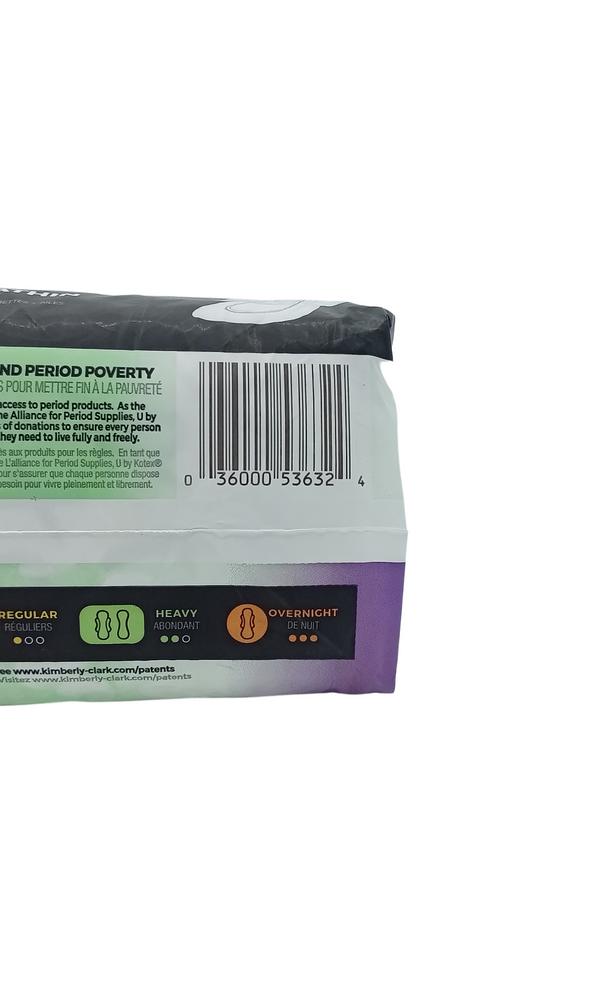 ND PERIOD POVERTY
S POUR METTRE FIN À LA PAUVRETÉ
access to period products. As the
ne Alliance for Period Supplies, U by
s of donations to ensure every person
they need to live fully and freely.
ès aux produits pour les règles. En tant que
e L'alliance for Period Supplies, U by Kotex®
our s'assurer que chaque personne dispose
besoin pour vivre pleinement et librement.
0 36000 53632 4
REGULAR HEAVY OVERNIGHT
RÉGULIERS ABONDANT DE NUIT
ee www.kimberly-clark.com/patents
Visitez www.kimberly-clark.com/patents